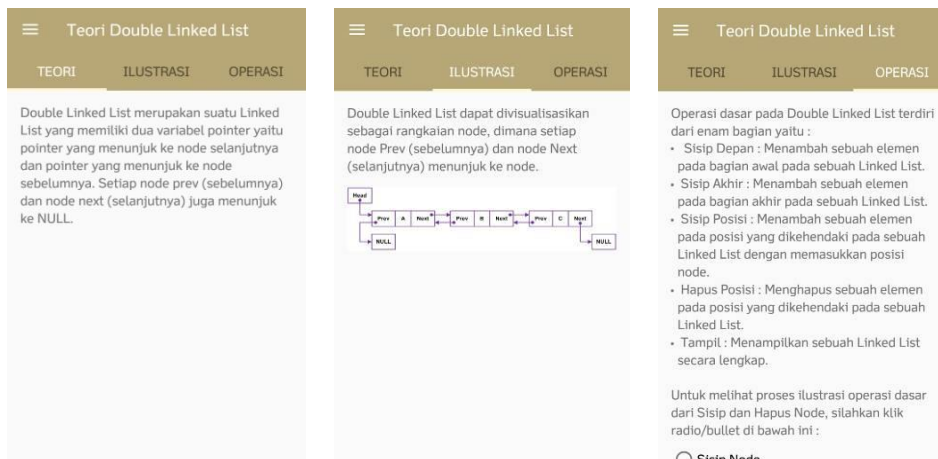 Teori Double Linked List
TEORI ILUSTRASI OPERASI
Double Linked List merupakan suatu Linked
List yang memiliki dua variabel pointer yaitu
pointer yang menunjuk ke node selanjutnya
dan pointer yang menunjuk ke node
sebelumnya. Setiap node prev (sebelumnya)
dan node next (selanjutnya) juga menunjuk
ke NULL.
Teori Double Linked List
TEORI ILUSTRASI OPERASI
Double Linked List dapat divisualisasikan
sebagai rangkaian node, dimana setiap
node Prev (sebelumnya) dan node Next
(selanjutnya) menunjuk ke node.
Head
Prev A Next Prev B Next Prev C Next
NULL NULL
Teori Double Linked List
TEORI ILUSTRASI OPERASI
Operasi dasar pada Double Linked List terdiri
dari enam bagian yaitu :
• Sisip Depan : Menambah sebuah elemen
pada bagian awal pada sebuah Linked List.
• Sisip Akhir : Menambah sebuah elemen
pada bagian akhir pada sebuah Linked List.
• Sisip Posisi : Menambah sebuah elemen
pada posisi yang dikehendaki pada sebuah
Linked List dengan memasukkan posisi
node.
• Hapus Posisi : Menghapus sebuah elemen
pada posisi yang dikehendaki pada sebuah
Linked List.
• Tampil : Menampilkan sebuah Linked List
secara lengkap.
Untuk melihat proses ilustrasi operasi dasar
dari Sisip dan Hapus Node, silahkan klik
radio/bullet di bawah ini :
Sisip Node